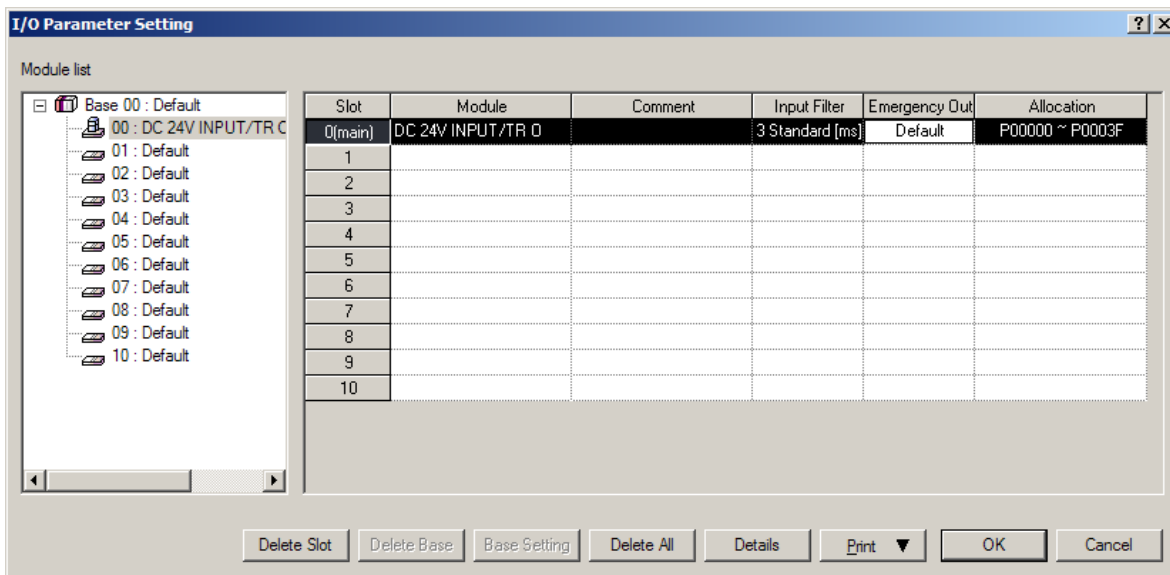 I/O Parameter Setting
Module list
Base 00 : Default
00 : DC 24V INPUT/TR O
01 : Default
02 : Default
03 : Default
04 : Default
05 : Default
06 : Default
07 : Default
08 : Default
09 : Default
10 : Default
Slot Module Comment Input Filter Emergency Out Allocation
0(main) DC 24V INPUT/TR O 3 Standard [ms] Default P00000 ~ P0003F
1
2
3
4
5
6
7
8
9
10
Delete Slot Delete Base Base Setting Delete All Details Print ▼ OK Cancel